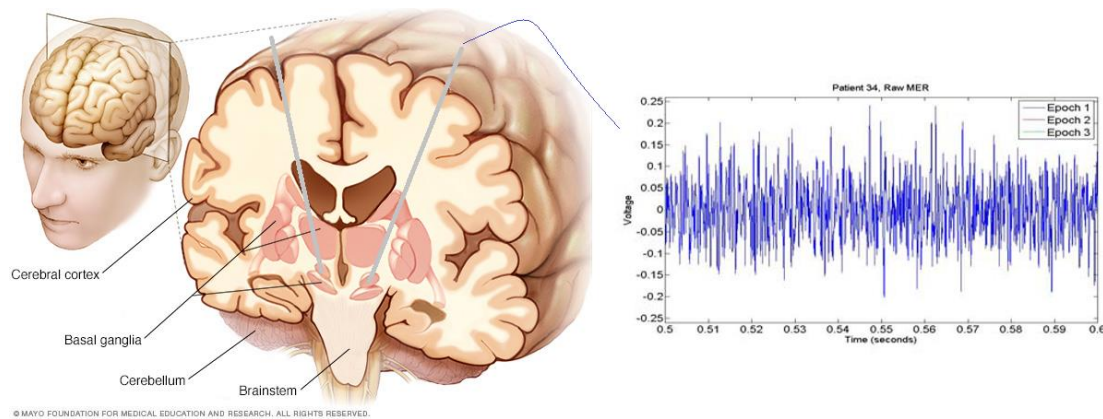 Cerebral cortex
Basal ganglia
Cerebellum
Brainstem
© MAYO FOUNDATION FOR MEDICAL EDUCATION AND RESEARCH. ALL RIGHTS RESERVED.
Patient 34, Raw MER
Epoch 1
Epoch 2
Epoch 3
Voltage
0.25
0.2
0.15
0.1
0.05
0
-0.05
-0.1
-0.15
-0.2
-0.25
0.5 0.51 0.52 0.53 0.54 0.55 0.56 0.57 0.58 0.59 0.6
Time (seconds)